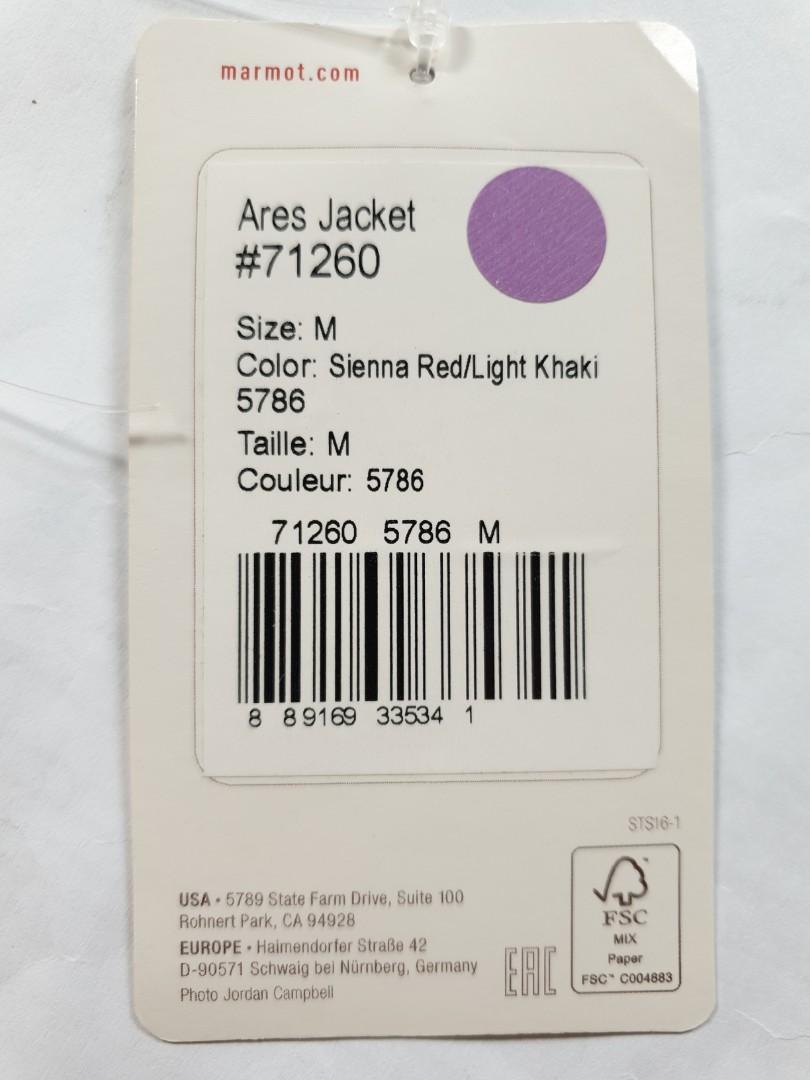 marmot.com
Ares Jacket
#71260
Size: M
Color: Sienna Red/Light Khaki
5786
Taille: M
Couleur: 5786
71260 5786 M
8 89169 33534 1
STS16-1
USA • 5789 State Farm Drive, Suite 100
Rohnert Park, CA 94928
EUROPE • Haimendorfer Straße 42
D-90571 Schwaig bei Nürnberg, Germany
Photo Jordan Campbell
EAC
FSC
MIX
Paper
FSC™ C004883